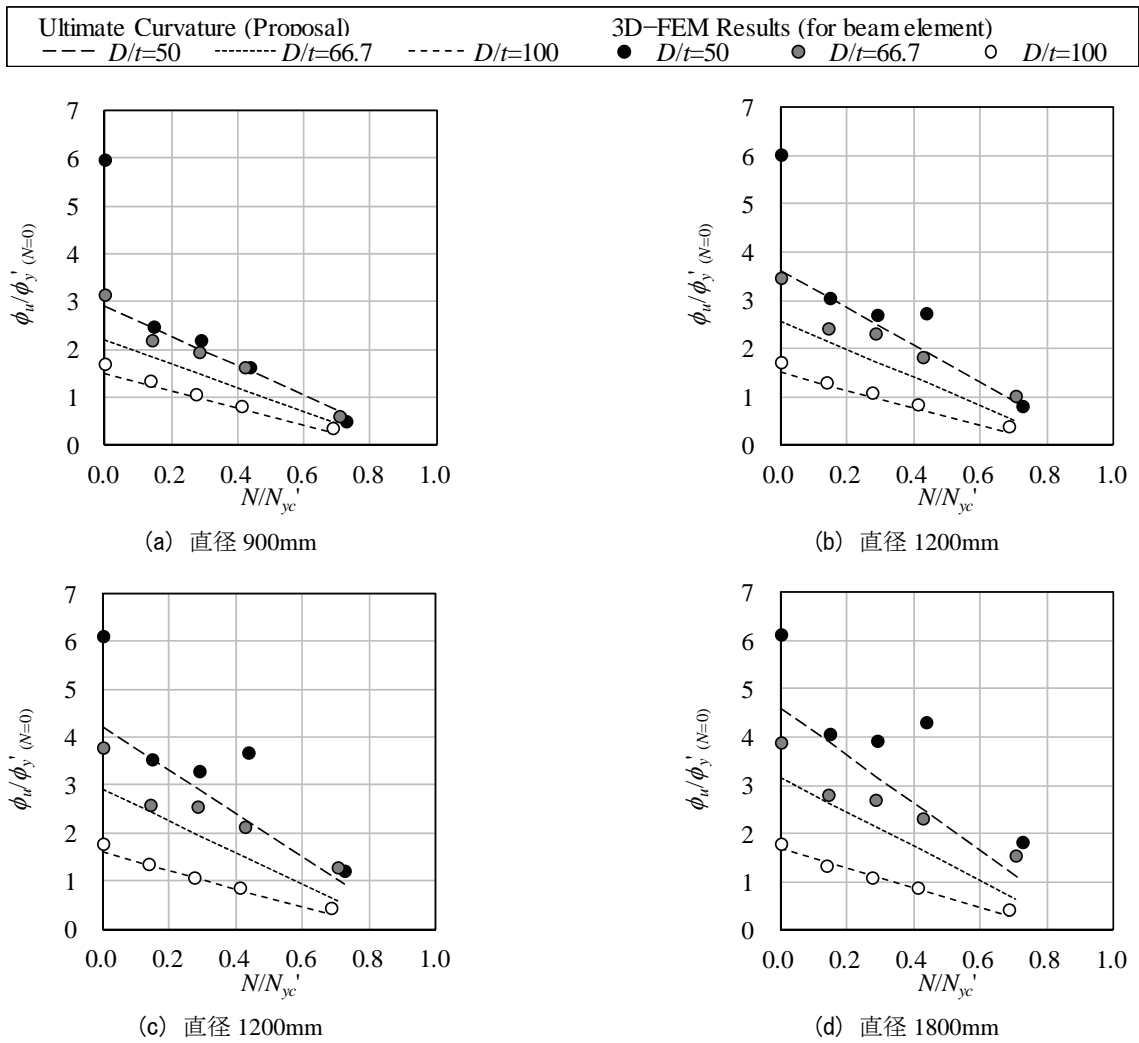 Ultimate Curvature (Proposal) 3D-FEM Results (for beam element)
D/t=50 D/t=66.7 D/t=100 D/t=50 D/t=66.7 D/t=100
7
6
5
4
3
2
1
0
ϕu/ϕy' (N=0)
0.0 0.2 0.4 0.6 0.8 1.0
N/Nyc'
(a) 直径 900mm
7
6
5
4
3
2
1
0
ϕu/ϕy' (N=0)
0.0 0.2 0.4 0.6 0.8 1.0
N/Nyc'
(b) 直径 1200mm
7
6
5
4
3
2
1
0
ϕu/ϕy' (N=0)
0.0 0.2 0.4 0.6 0.8 1.0
N/Nyc'
(c) 直径 1200mm
7
6
5
4
3
2
1
0
ϕu/ϕy' (N=0)
0.0 0.2 0.4 0.6 0.8 1.0
N/Nyc'
(d) 直径 1800mm